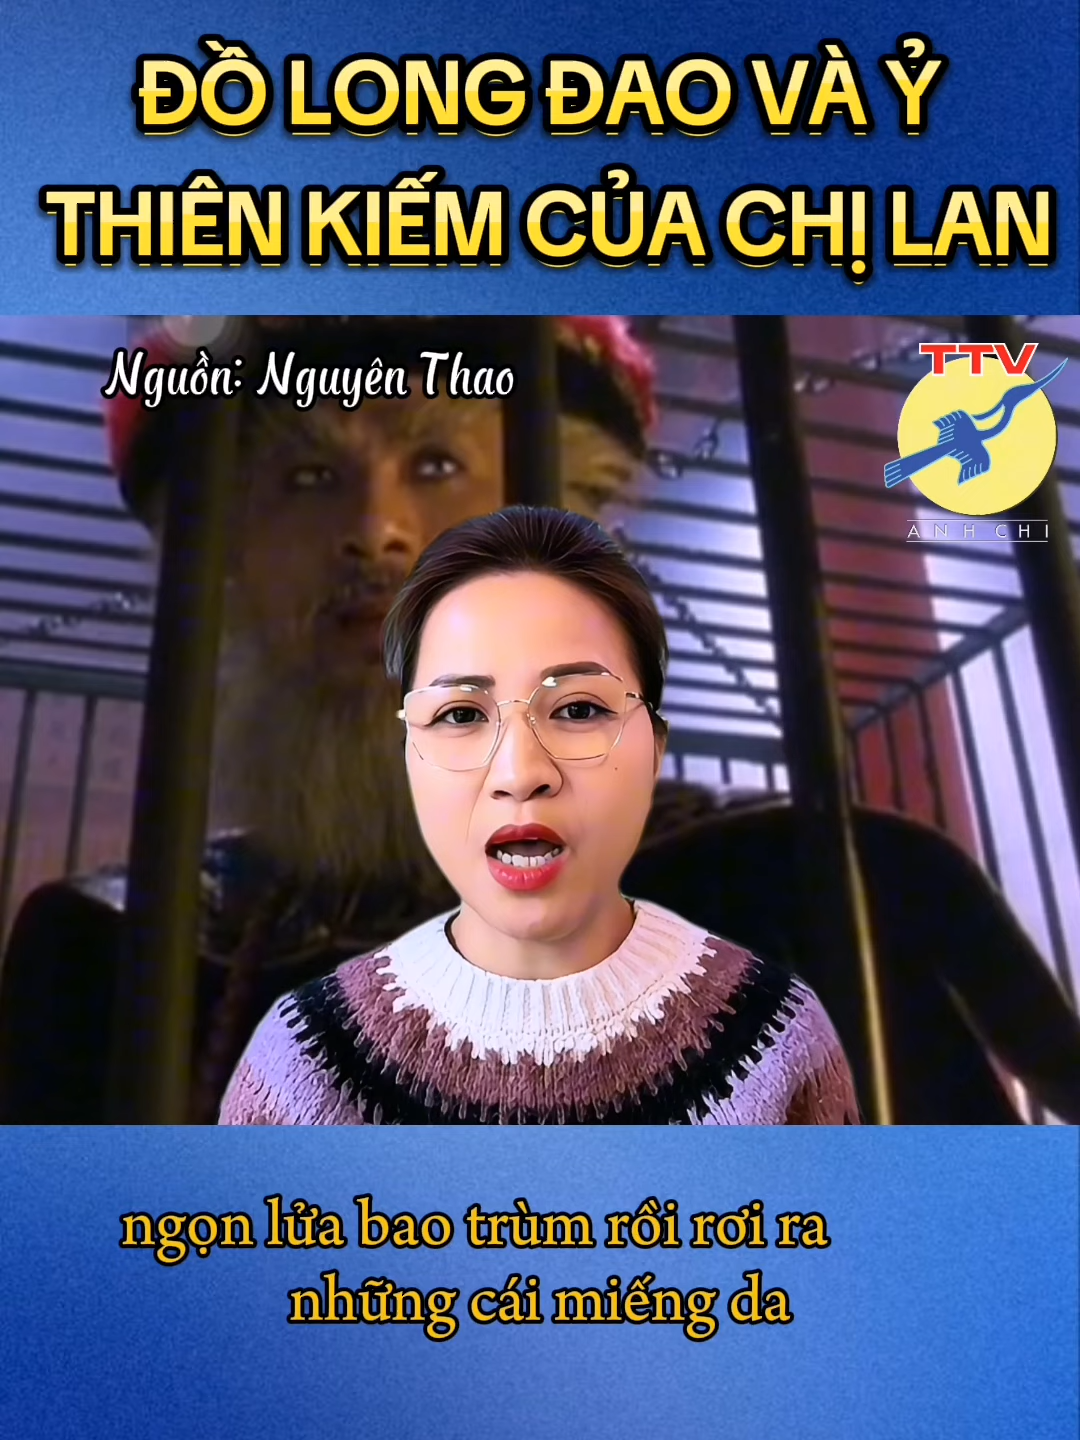 ĐỒ LONG ĐAO VÀ Ỷ
THIÊN KIẾM CỦA CHỊ LAN
Nguồn: Nguyên Thao
TTV
ANH CHI
ngọn lửa bao trùm rồi rơi ra
những cái miếng da